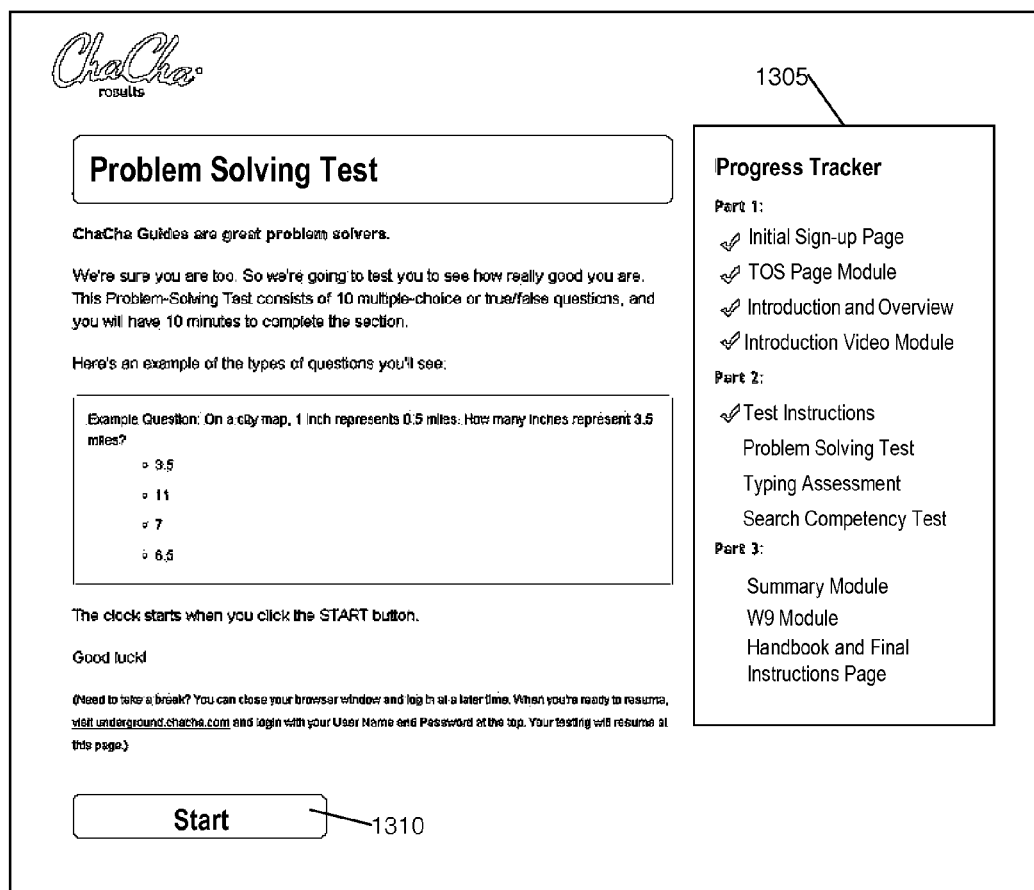 ChaCha
results
1305
Problem Solving Test
ChaCha Guides are great problem solvers.
We're sure you are too. So we're going to test you to see how really good you are.
This Problem-Solving Test consists of 10 multiple-choice or true/false questions, and
you will have 10 minutes to complete the section.
Here's an example of the types of questions you'll see:
Example Question: On a city map, 1 inch represents 0.5 miles. How many inches represent 3.5
miles?
3.5
11
7
6.5
The clock starts when you click the START button.
Good luck!
(Need to take a break? You can close your browser window and log in at a later time. When you're ready to resume,
visit underground.chacha.com and login with your User Name and Password at the top. Your testing will resume at
this page.)
Start
1310
Progress Tracker
Part 1:
Initial Sign-up Page
TOS Page Module
Introduction and Overview
Introduction Video Module
Part 2:
Test Instructions
Problem Solving Test
Typing Assessment
Search Competency Test
Part 3:
Summary Module
W9 Module
Handbook and Final
Instructions Page